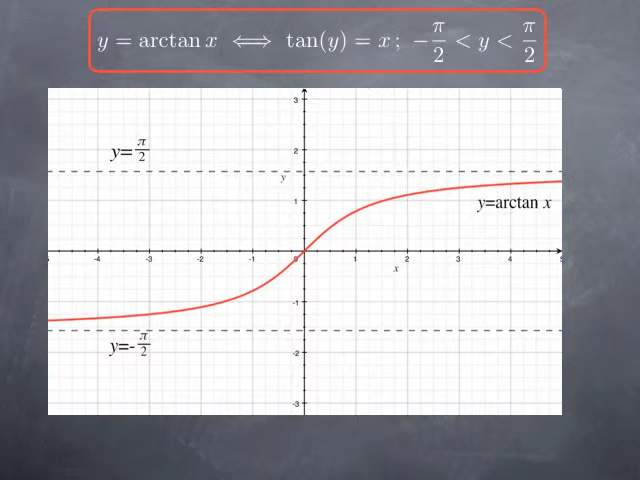 y = arctan x ⟺ tan(y) = x ; −π/2 < y < π/2
3
y=π/2
2
y
1
y=arctan x
-4 -3 -2 -1 0 1 2 3 4 5
x
-1
y=-π/2
-2
-3